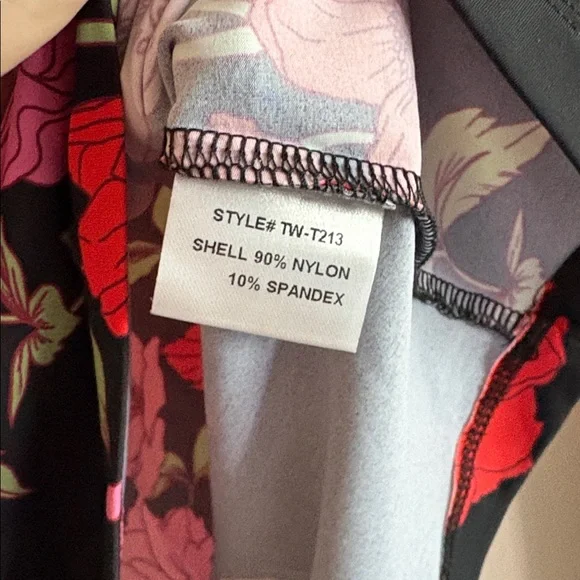 STYLE# TW-T213
SHELL 90% NYLON
10% SPANDEX